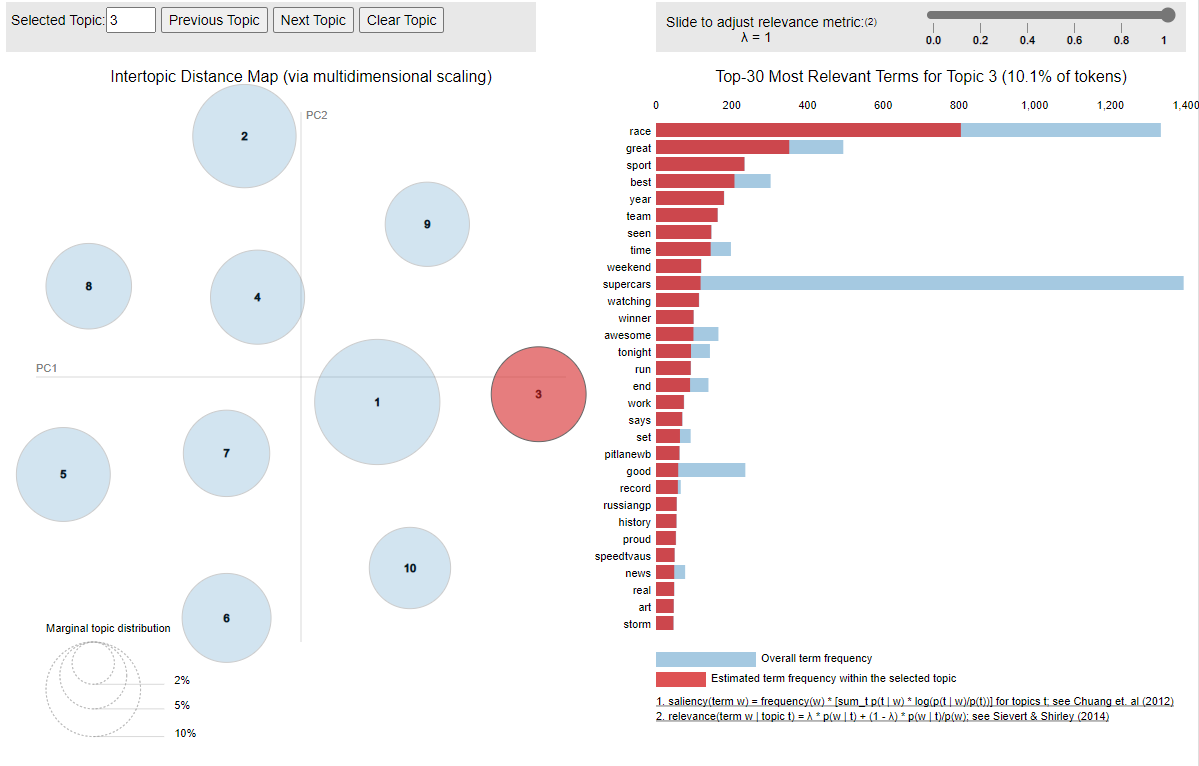 Selected Topic: 3 Previous Topic Next Topic Clear Topic
Slide to adjust relevance metric:(2)
λ = 1
0.0 0.2 0.4 0.6 0.8 1
Intertopic Distance Map (via multidimensional scaling)
PC2
PC1
2
9
8
4
1
3
7
5
10
6
Marginal topic distribution
2%
5%
10%
Top-30 Most Relevant Terms for Topic 3 (10.1% of tokens)
0 200 400 600 800 1,000 1,200 1,400
race
great
sport
best
year
team
seen
time
weekend
supercars
watching
winner
awesome
tonight
run
end
work
says
set
pitlanewb
good
record
russiangp
history
proud
speedtvaus
news
real
art
storm
Overall term frequency
Estimated term frequency within the selected topic
1. saliency(term w) = frequency(w) * [sum_t p(t | w) * log(p(t | w)/p(t))] for topics t; see Chuang et. al (2012)
2. relevance(term w | topic t) = λ * p(w | t) + (1 - λ) * p(w | t)/p(w); see Sievert & Shirley (2014)